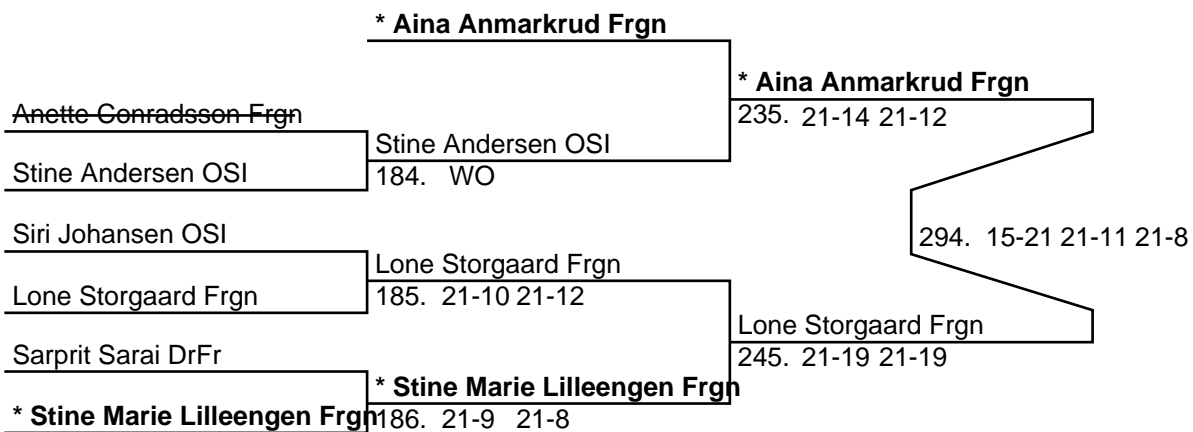 * Aina Anmarkrud Frgn
* Aina Anmarkrud Frgn
Anette Conradsson Frgn
235. 21-14 21-12
Stine Andersen OSI
Stine Andersen OSI
184. WO
Siri Johansen OSI
294. 15-21 21-11 21-8
Lone Storgaard Frgn
Lone Storgaard Frgn
185. 21-10 21-12
Lone Storgaard Frgn
Sarprit Sarai DrFr
245. 21-19 21-19
* Stine Marie Lilleengen Frgn
* Stine Marie Lilleengen Frgn
186. 21-9 21-8